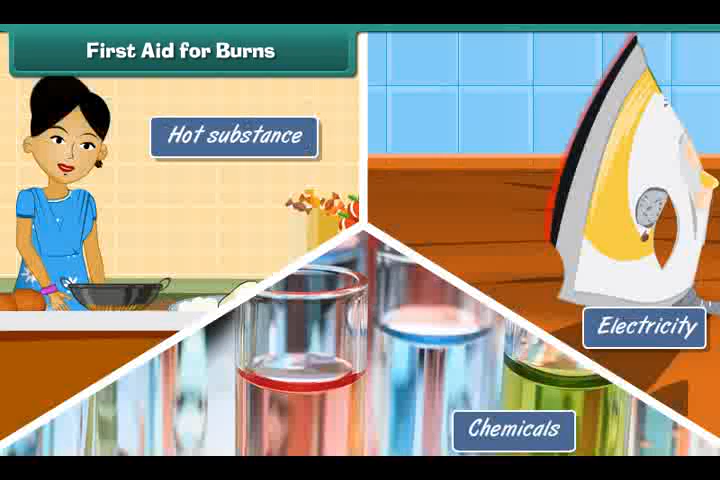 First Aid for Burns
Hot substance
Electricity
Chemicals